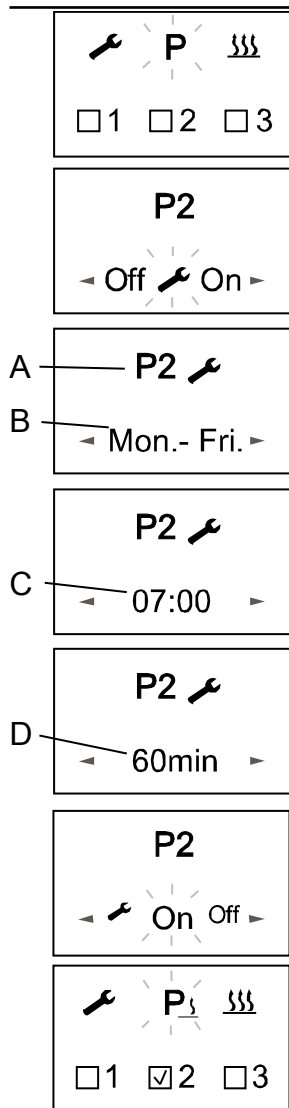 P
1 2 3
P2
Off On
A
P2
B
Mon.- Fri.
P2
C
07:00
P2
D
60min
P2
On Off
P
1 2 3